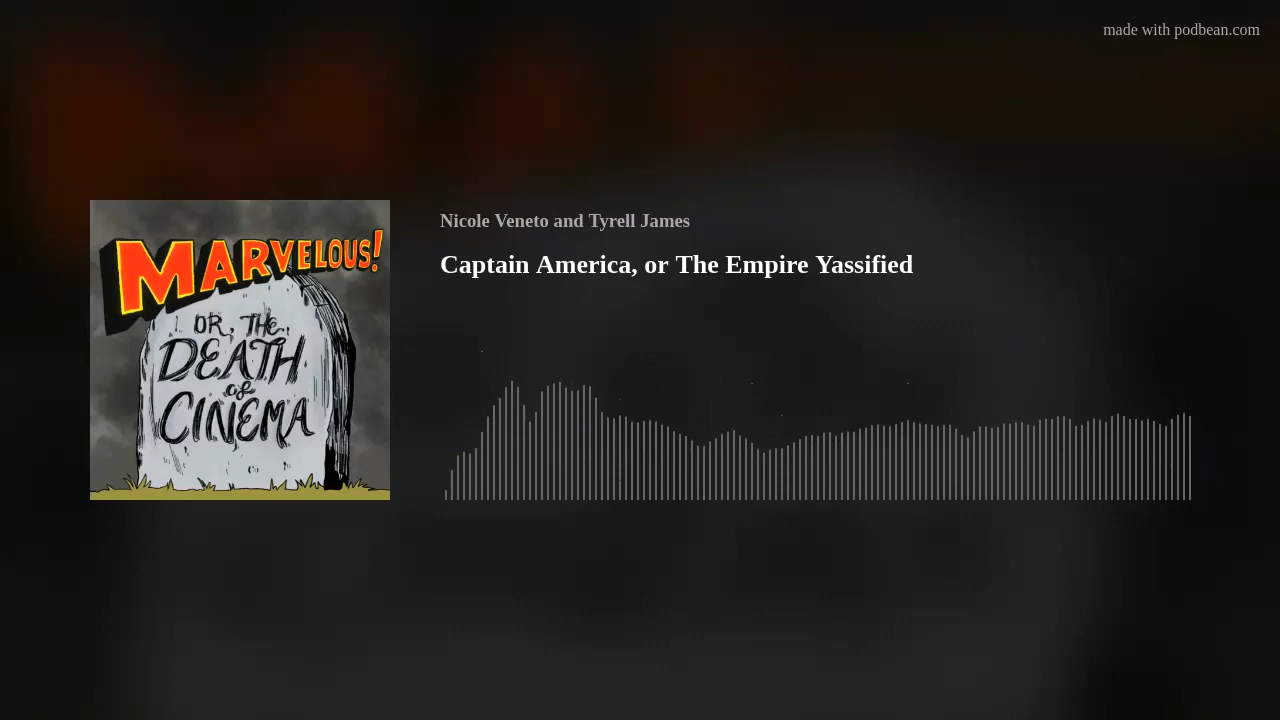 made with podbean.com
MARVELOUS!
OR, THE
DEATH
of
CINEMA
Nicole Veneto and Tyrell James
Captain America, or The Empire Yassified